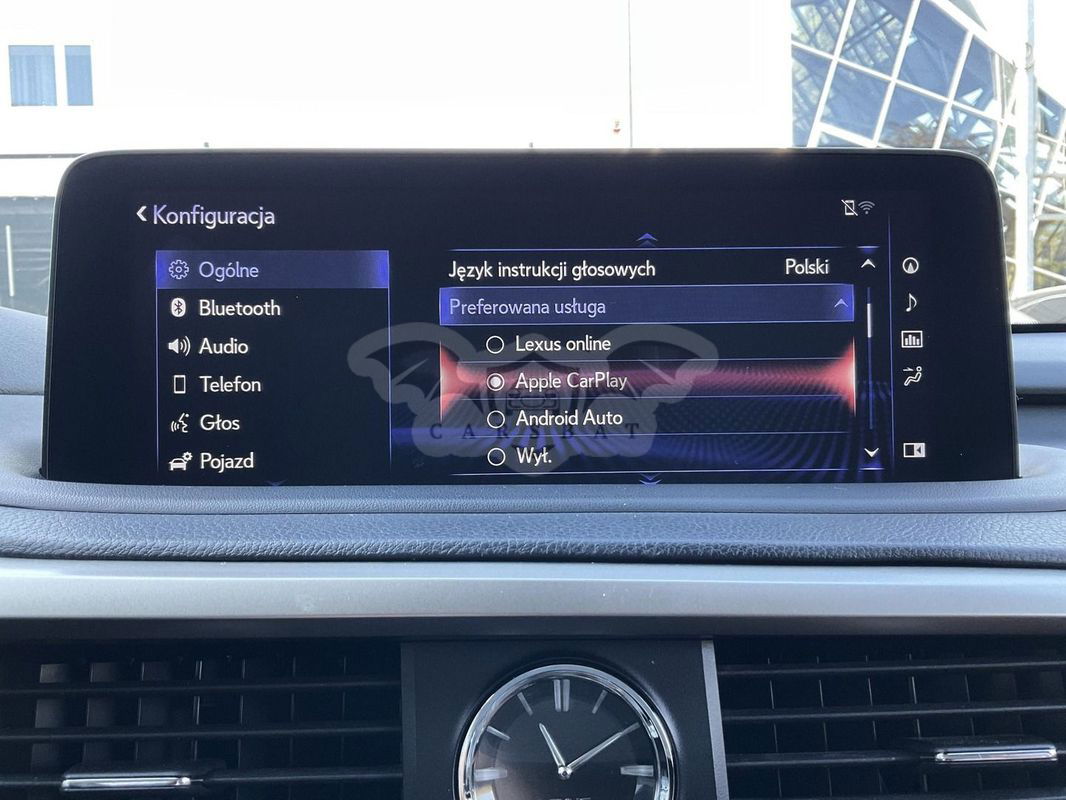 Konfiguracja
Ogólne
Bluetooth
Audio
Telefon
Głos
Pojazd
Język instrukcji głosowych Polski
Preferowana usługa
Lexus online
Apple CarPlay
Android Auto
Wył.
CARSBAT